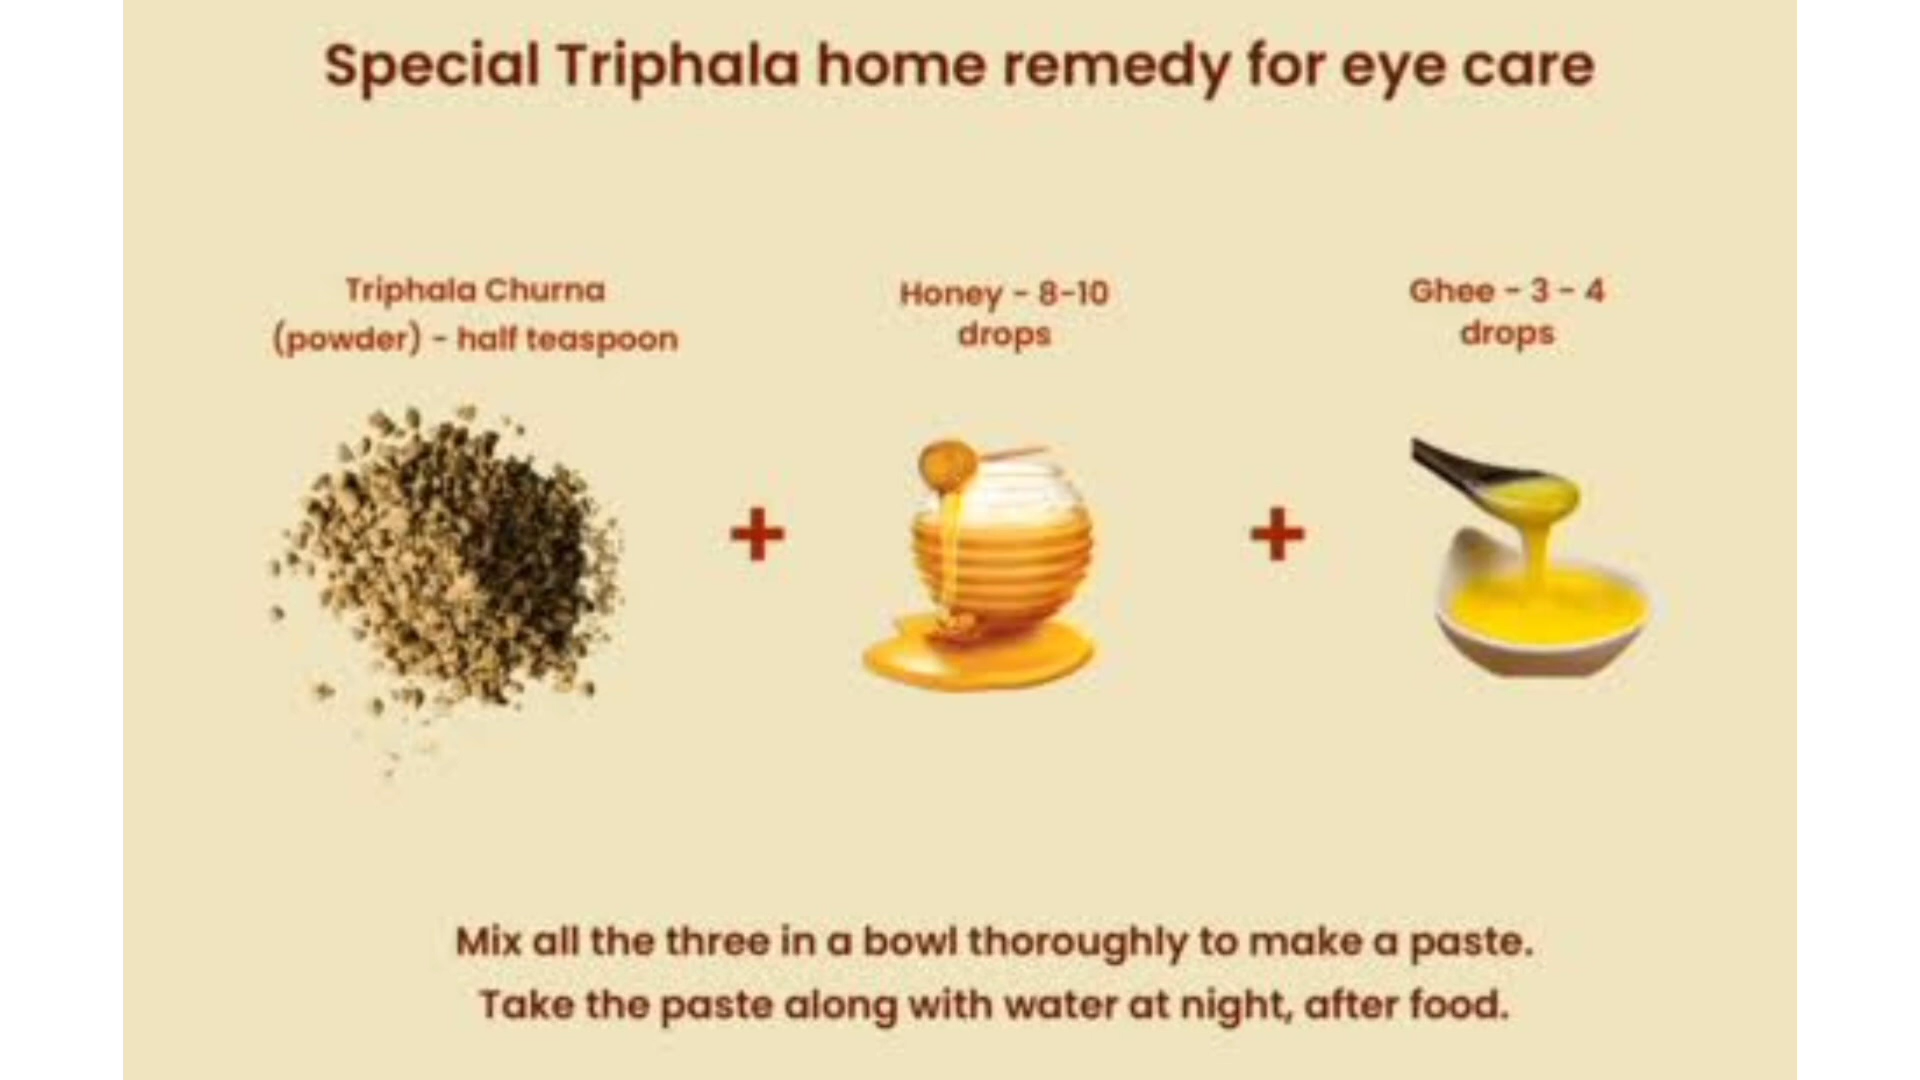 Special Triphala home remedy for eye care
Triphala Churna
(powder) - half teaspoon
Honey - 8-10
drops
Ghee - 3 - 4
drops
Mix all the three in a bowl thoroughly to make a paste.
Take the paste along with water at night, after food.